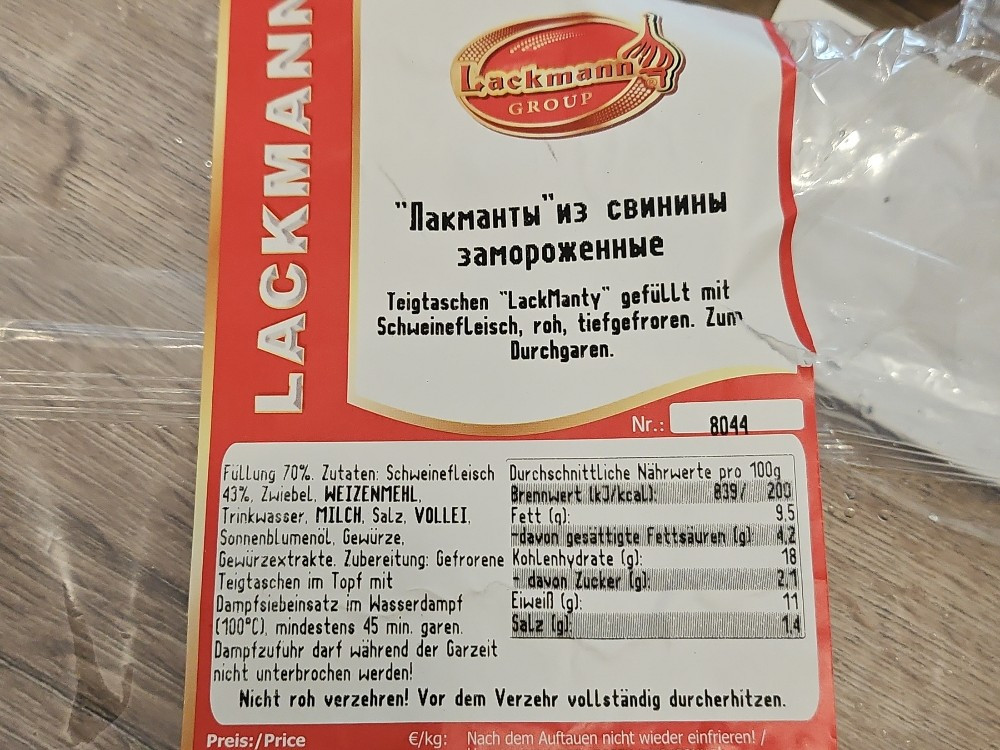 LACKMANN
Lackmann
GROUP
"Лакманты" из свинины
замороженные
Teigtaschen "LackManty" gefüllt mit
Schweinefleisch, roh, tiefgefroren. Zum
Durchgaren.
Nr.: 8044
Füllung 70%. Zutaten: Schweinefleisch
43%, Zwiebel, WEIZENMEHL,
Trinkwasser, MILCH, Salz, VOLLEI,
Sonnenblumenöl, Gewürze,
Gewürzextrakte. Zubereitung: Gefrorene
Teigtaschen im Topf mit
Dampfsiebeinsatz im Wasserdampf
(100°C), mindestens 45 min. garen.
Dampfzufuhr darf während der Garzeit
nicht unterbrochen werden!
Durchschnittliche Nährwerte pro 100g
Brennwert (kJ/kcal): 839/ 200
Fett (g): 9.5
-davon gesättigte Fettsäuren (g) 4.2
Kohlenhydrate (g): 18
- davon Zucker (g): 2.1
Eiweiß (g): 11
Salz (g): 1.4
Nicht roh verzehren! Vor dem Verzehr vollständig durcherhitzen.
Preis:/Price €/kg: Nach dem Auftauen nicht wieder einfrieren! /